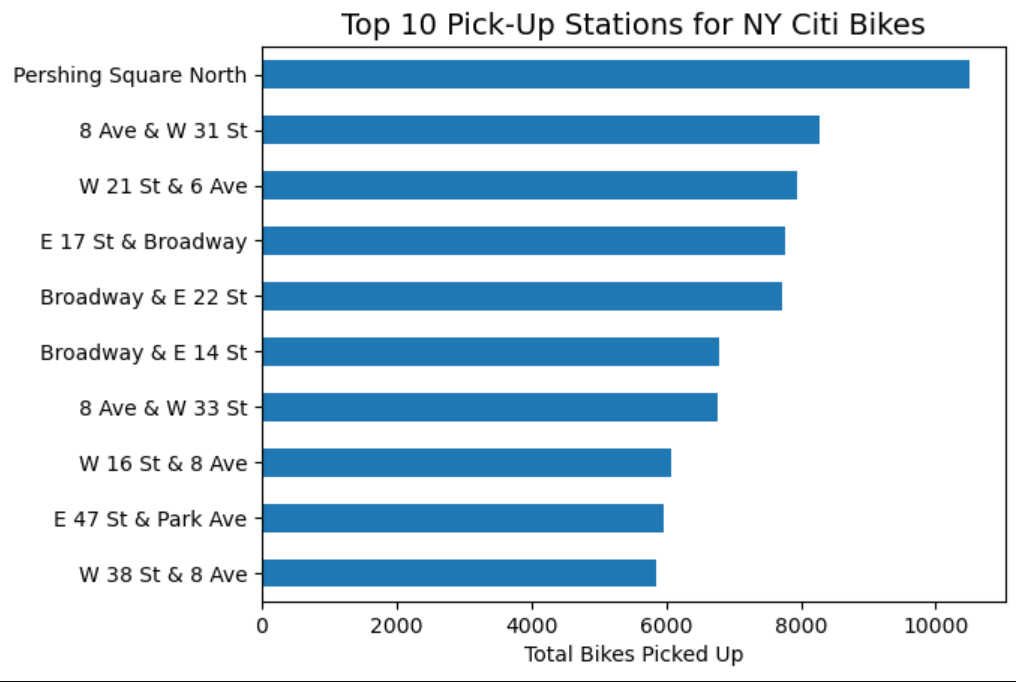 Top 10 Pick-Up Stations for NY Citi Bikes
Pershing Square North
8 Ave & W 31 St
W 21 St & 6 Ave
E 17 St & Broadway
Broadway & E 22 St
Broadway & E 14 St
8 Ave & W 33 St
W 16 St & 8 Ave
E 47 St & Park Ave
W 38 St & 8 Ave
0 2000 4000 6000 8000 10000
Total Bikes Picked Up